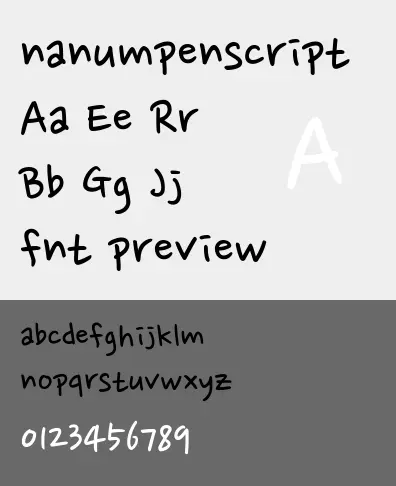 nanumpenscript
Aa Ee Rr
A
Bb Gg Jj
fnt preview
abcdefghijklm
nopqrstuvwxyz
0123456789